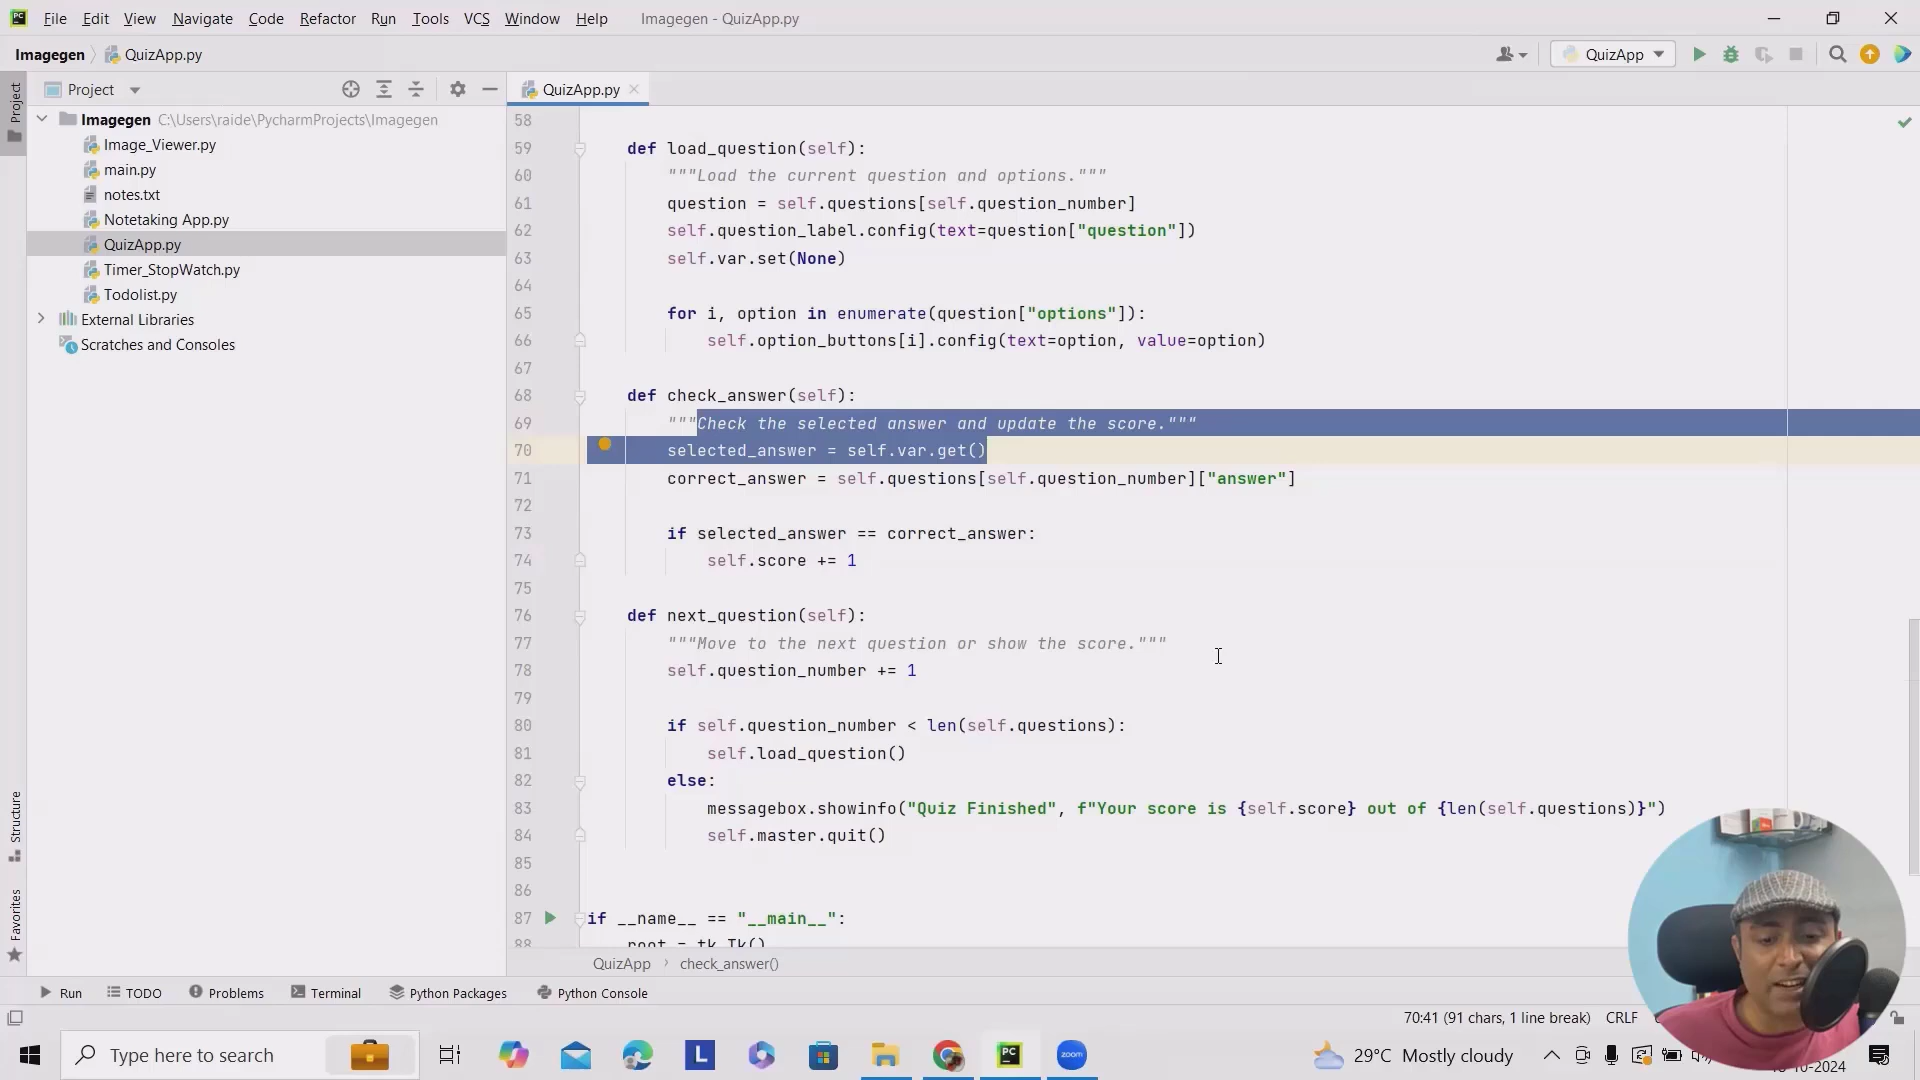 File Edit View Navigate Code Refactor Run Tools VCS Window Help Imagegen - QuizApp.py
Imagegen QuizApp.py QuizApp
Project
Project
QuizApp.py
Imagegen C:\Users\raide\PycharmProjects\Imagegen
Image_Viewer.py
main.py
notes.txt
Notetaking App.py
QuizApp.py
Timer_StopWatch.py
Todolist.py
External Libraries
Scratches and Consoles
Structure
Favorites
58
59 def load_question(self):
60 """Load the current question and options."""
61 question = self.questions[self.question_number]
62 self.question_label.config(text=question["question"])
63 self.var.set(None)
64
65 for i, option in enumerate(question["options"]):
66 self.option_buttons[i].config(text=option, value=option)
67
68 def check_answer(self):
69 """Check the selected answer and update the score."""
70 selected_answer = self.var.get()
71 correct_answer = self.questions[self.question_number]["answer"]
72
73 if selected_answer == correct_answer:
74 self.score += 1
75
76 def next_question(self):
77 """Move to the next question or show the score."""
78 self.question_number += 1
79
80 if self.question_number < len(self.questions):
81 self.load_question()
82 else:
83 messagebox.showinfo("Quiz Finished", f"Your score is {self.score} out of {len(self.questions)}")
84 self.master.quit()
85
86
87 if __name__ == "__main__":
88 root = tk.Tk()
QuizApp check_answer()
Run TODO Problems Terminal Python Packages Python Console
70:41 (91 chars, 1 line break) CRLF
Type here to search
L
PC
zoom
29°C Mostly cloudy
-10-2024